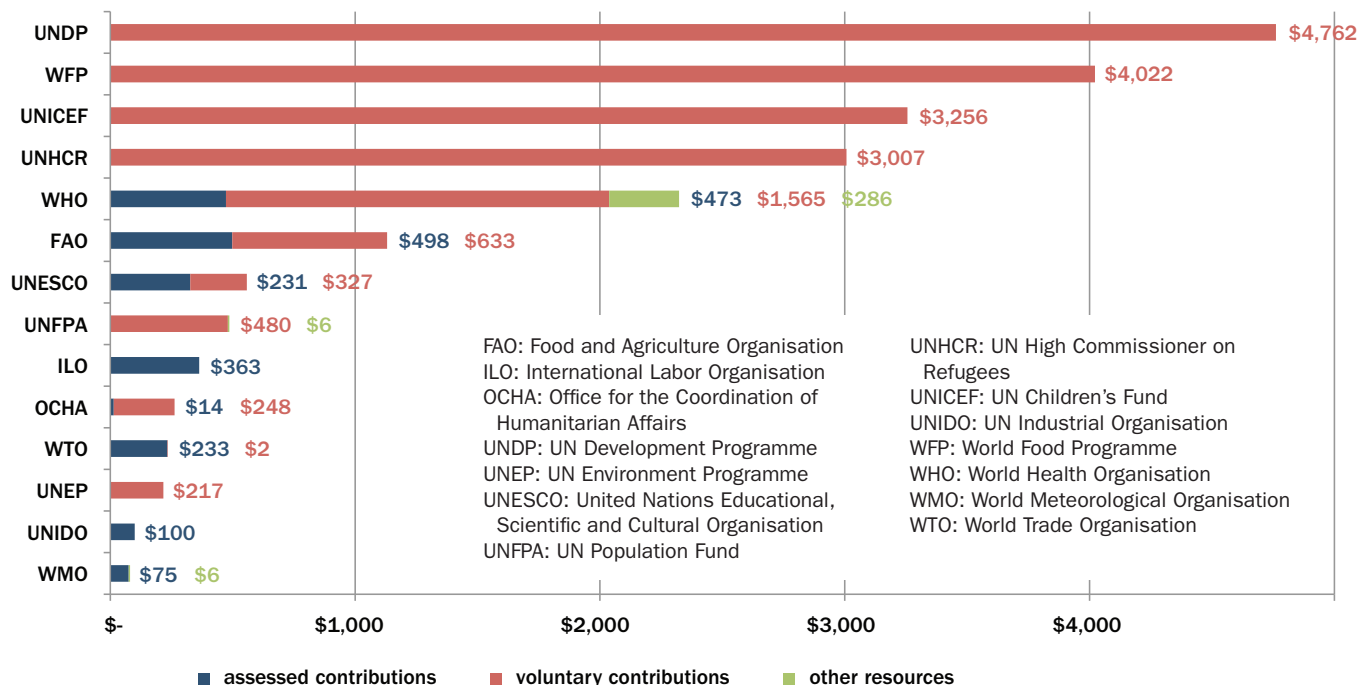 UNDP $4,762
WFP $4,022
UNICEF $3,256
UNHCR $3,007
WHO $473 $1,565 $286
FAO $498 $633
UNESCO $231 $327
UNFPA $480 $6
ILO $363
OCHA $14 $248
WTO $233 $2
UNEP $217
UNIDO $100
WMO $75 $6
FAO: Food and Agriculture Organisation
ILO: International Labor Organisation
OCHA: Office for the Coordination of
Humanitarian Affairs
UNDP: UN Development Programme
UNEP: UN Environment Programme
UNESCO: United Nations Educational,
Scientific and Cultural Organisation
UNFPA: UN Population Fund
UNHCR: UN High Commissioner on
Refugees
UNICEF: UN Children's Fund
UNIDO: UN Industrial Organisation
WFP: World Food Programme
WHO: World Health Organisation
WMO: World Meteorological Organisation
WTO: World Trade Organisation
$- $1,000 $2,000 $3,000 $4,000
assessed contributions voluntary contributions other resources